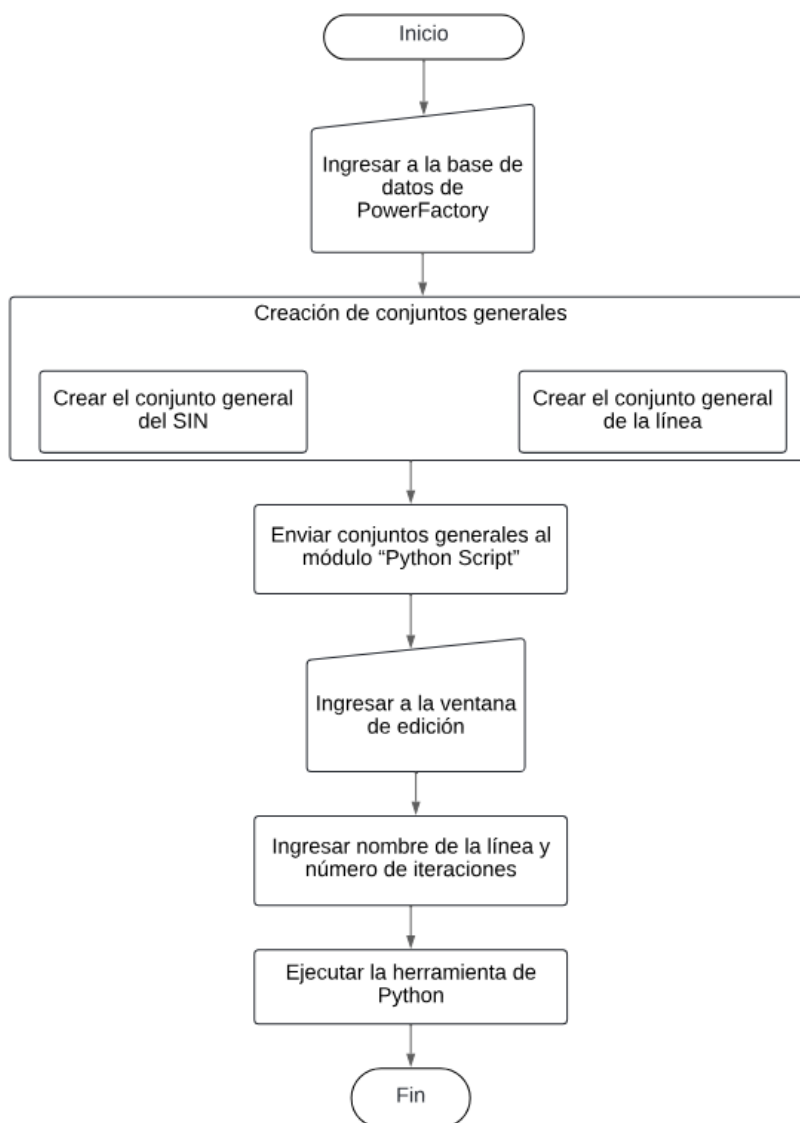 Inicio
Ingresar a la base de
datos de
PowerFactory
Creación de conjuntos generales
Crear el conjunto general
del SIN
Crear el conjunto general
de la línea
Enviar conjuntos generales al
módulo “Python Script”
Ingresar a la ventana
de edición
Ingresar nombre de la línea y
número de iteraciones
Ejecutar la herramienta de
Python
Fin